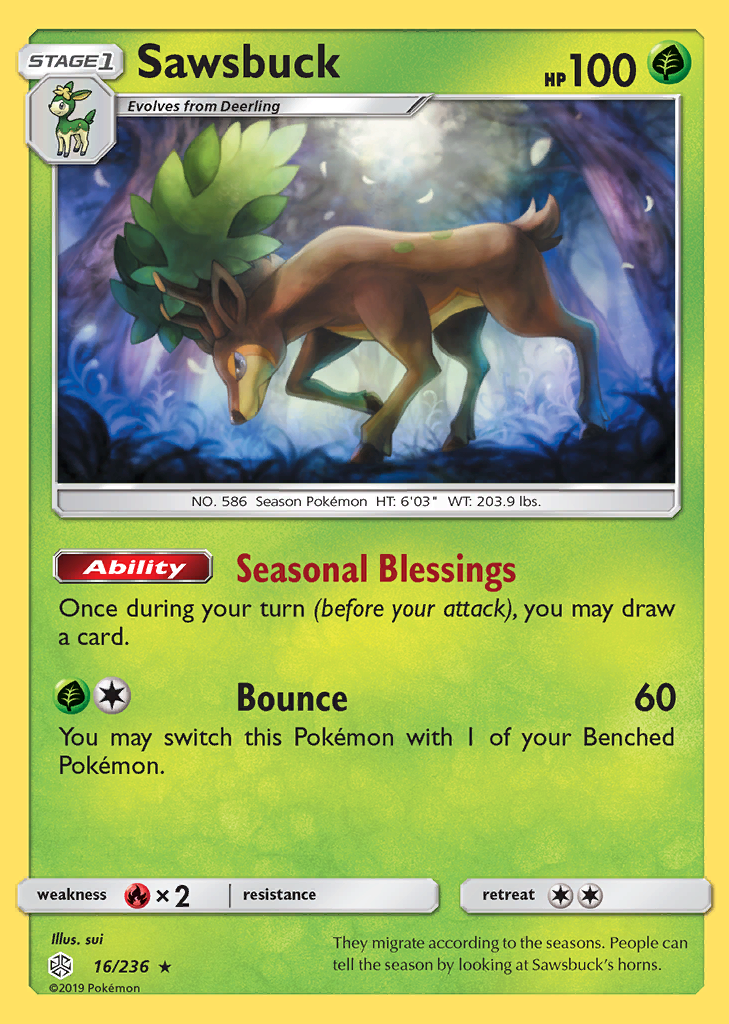 STAGE1
Sawsbuck
HP100
Evolves from Deerling
NO. 586 Season Pokémon HT: 6'03" WT: 203.9 lbs.
Ability Seasonal Blessings
Once during your turn (before your attack), you may draw
a card.
Bounce 60
You may switch this Pokémon with 1 of your Benched
Pokémon.
weakness ×2 resistance retreat
Illus. sui
16/236 ★
©2019 Pokémon
They migrate according to the seasons. People can
tell the season by looking at Sawsbuck's horns.